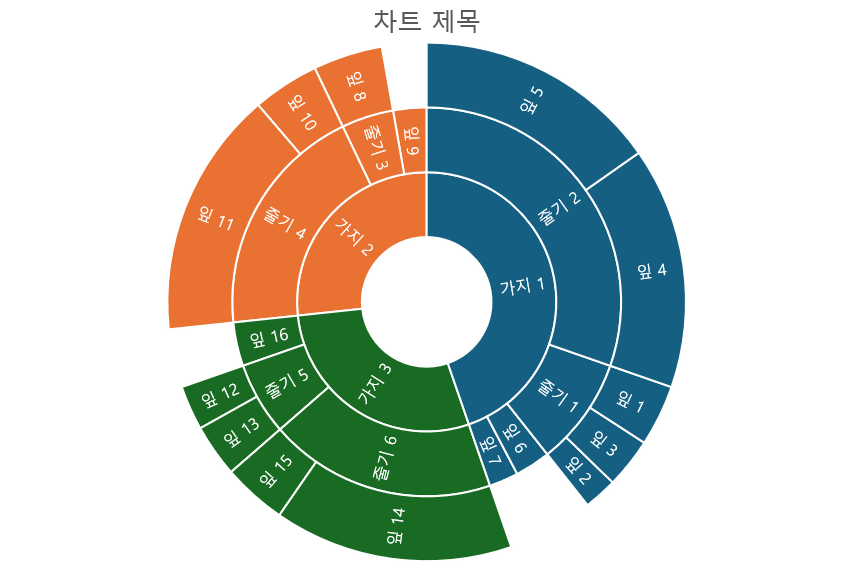 차트 제목
가지 1
줄기 2
잎 5
잎 4
줄기 1
잎 1
잎 3
잎 2
잎 6
잎 7
가지 3
줄기 6
잎 14
잎 15
줄기 5
잎 13
잎 12
잎 16
가지 2
줄기 4
잎 11
잎 10
줄기 3
잎 8
잎 9